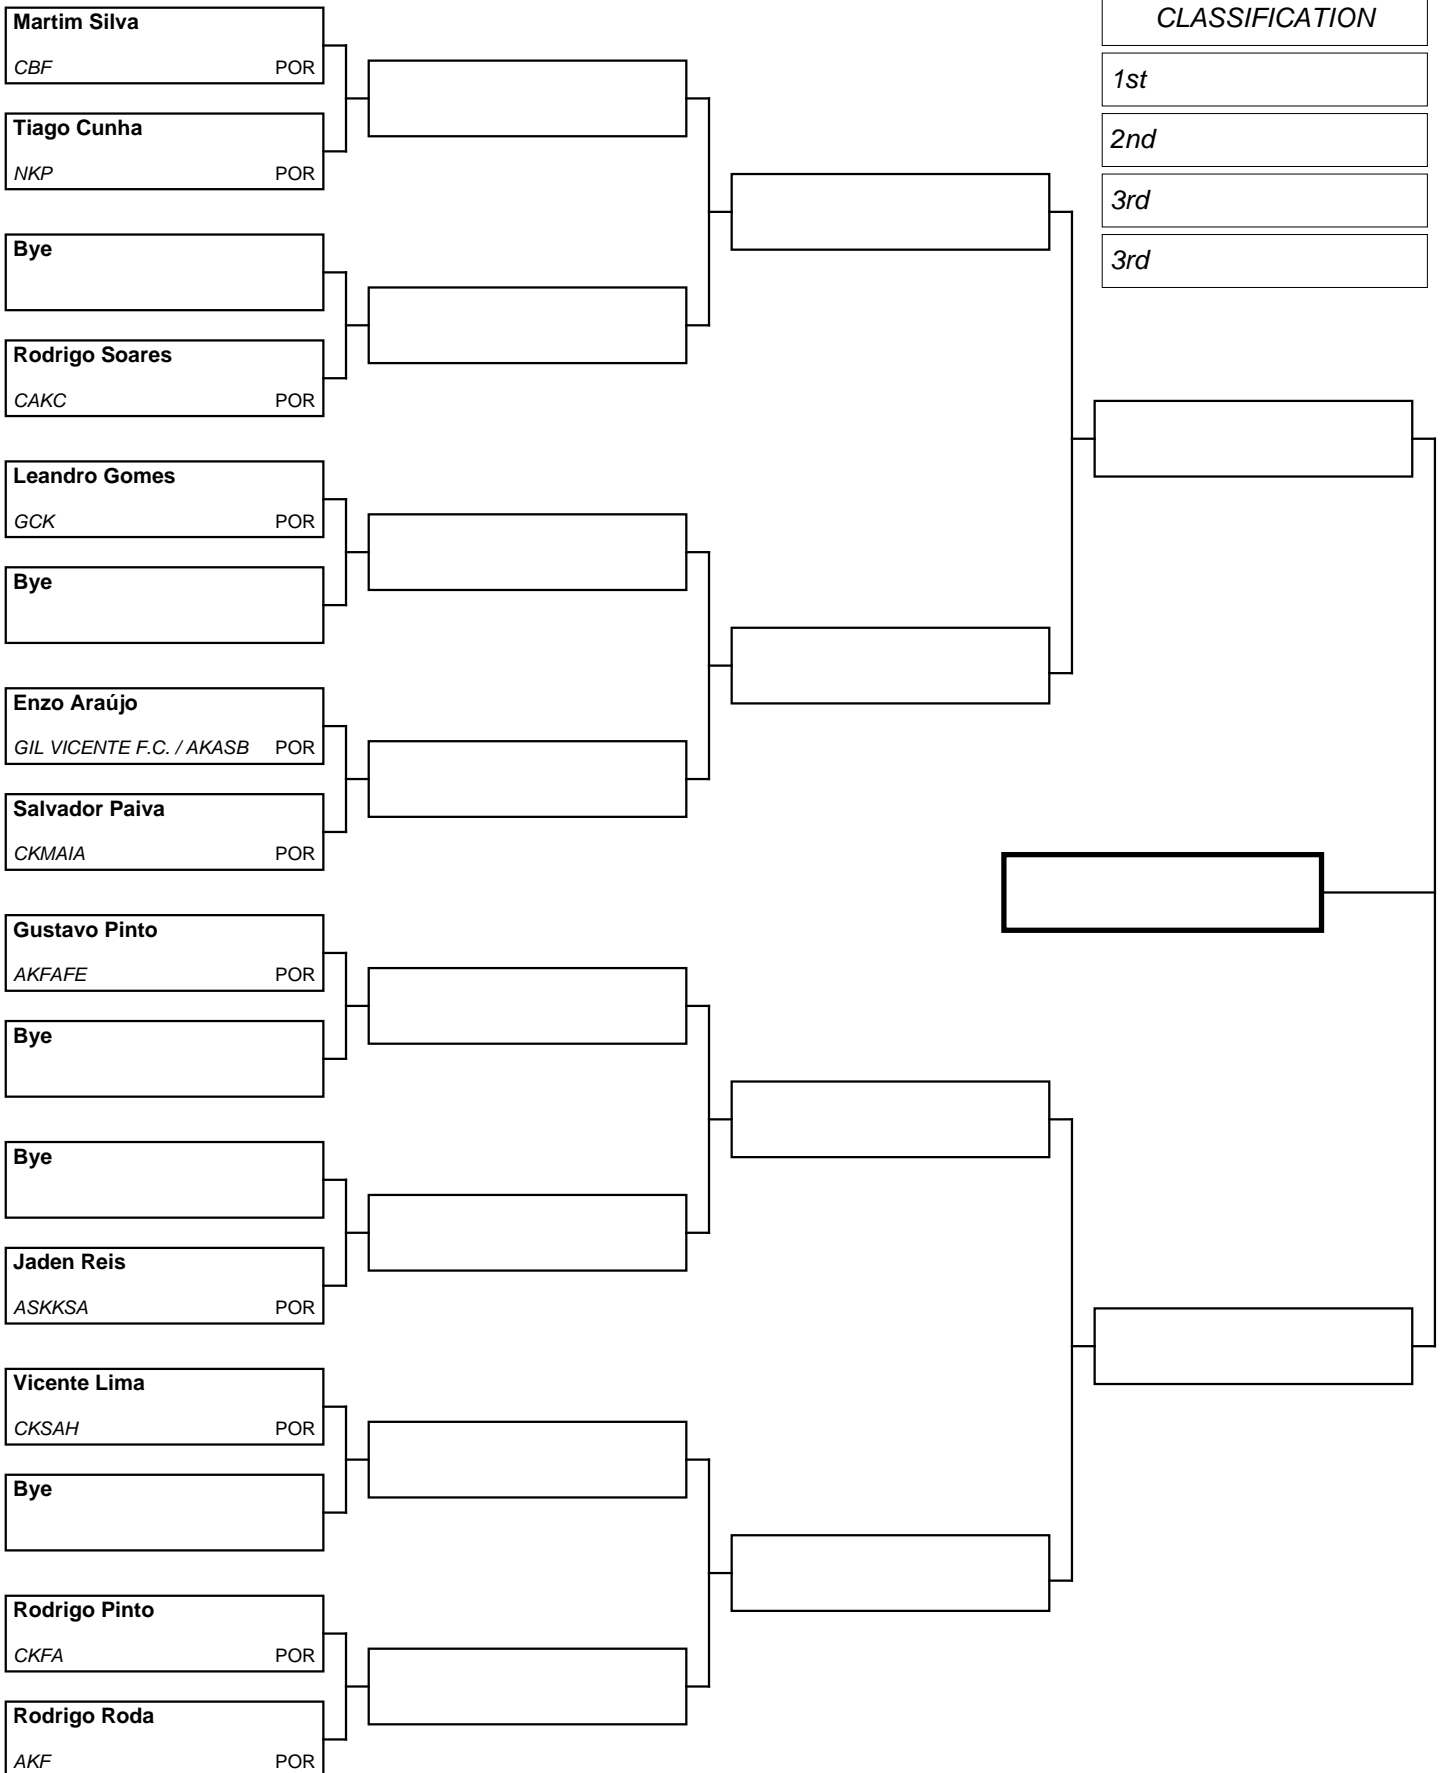 Martim Silva
CBF POR
Tiago Cunha
NKP POR
Bye
Rodrigo Soares
CAKC POR
Leandro Gomes
GCK POR
Bye
Enzo Araújo
GIL VICENTE F.C. / AKASB POR
Salvador Paiva
CKMAIA POR
Gustavo Pinto
AKFAFE POR
Bye
Bye
Jaden Reis
ASKKSA POR
Vicente Lima
CKSAH POR
Bye
Rodrigo Pinto
CKFA POR
Rodrigo Roda
AKF POR
CLASSIFICATION
1st
2nd
3rd
3rd